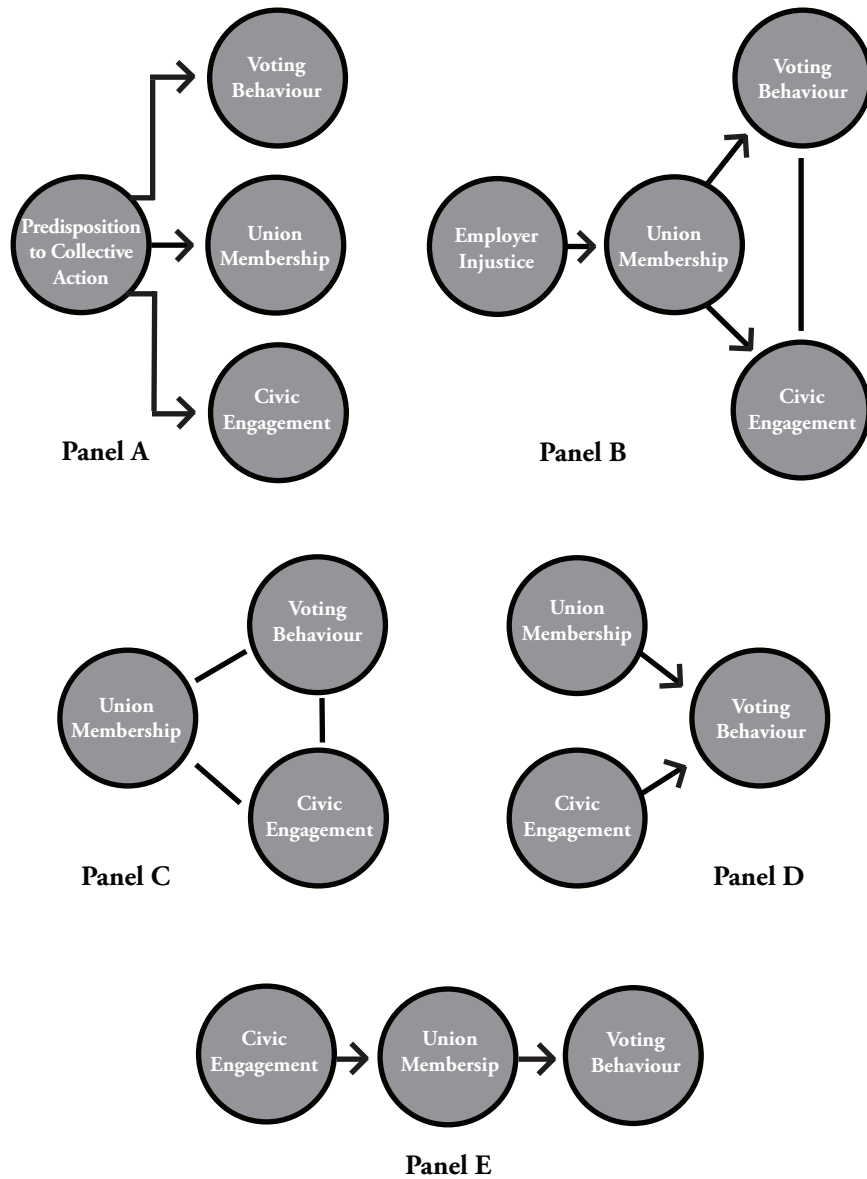 Voting
Behaviour
Predisposition
to Collective
Action
Union
Membership
Civic
Engagement
Panel A
Voting
Behaviour
Employer
Injustice
Union
Membership
Civic
Engagement
Panel B
Voting
Behaviour
Union
Membership
Civic
Engagement
Panel C
Union
Membership
Voting
Behaviour
Civic
Engagement
Panel D
Civic
Engagement
Union
Membersip
Voting
Behaviour
Panel E